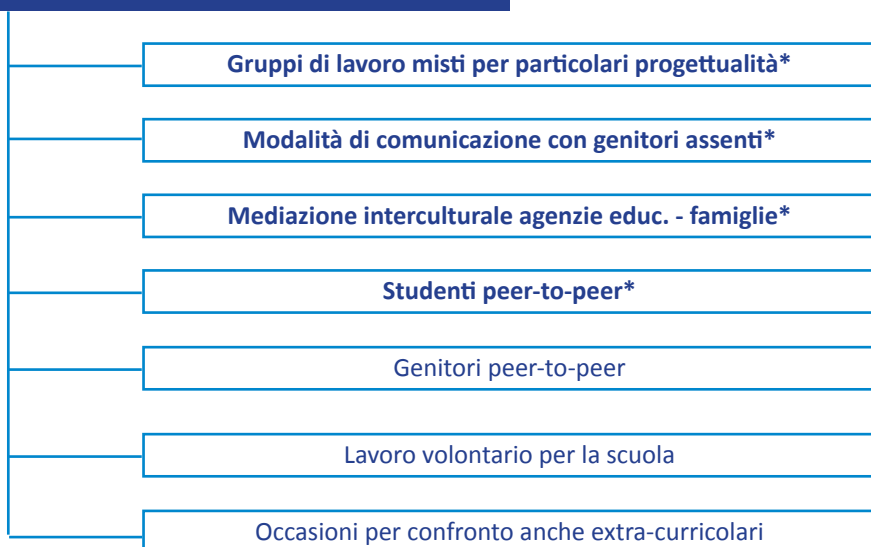 Gruppi di lavoro misti per particolari progettualità*
Modalità di comunicazione con genitori assenti*
Mediazione interculturale agenzie educ. - famiglie*
Studenti peer-to-peer*
Genitori peer-to-peer
Lavoro volontario per la scuola
Occasioni per confronto anche extra-curricolari